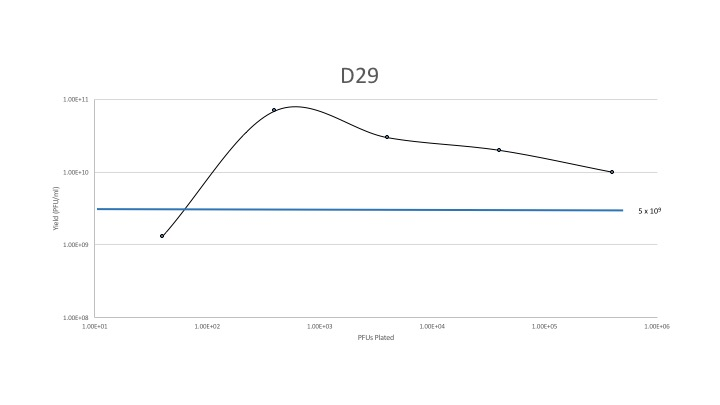 D29
1.00E+11
1.00E+10
1.00E+09
1.00E+08
Yield (PFU/ml)
5 x 10⁹
1.00E+01 1.00E+02 1.00E+03 1.00E+04 1.00E+05 1.00E+06
PFUs Plated